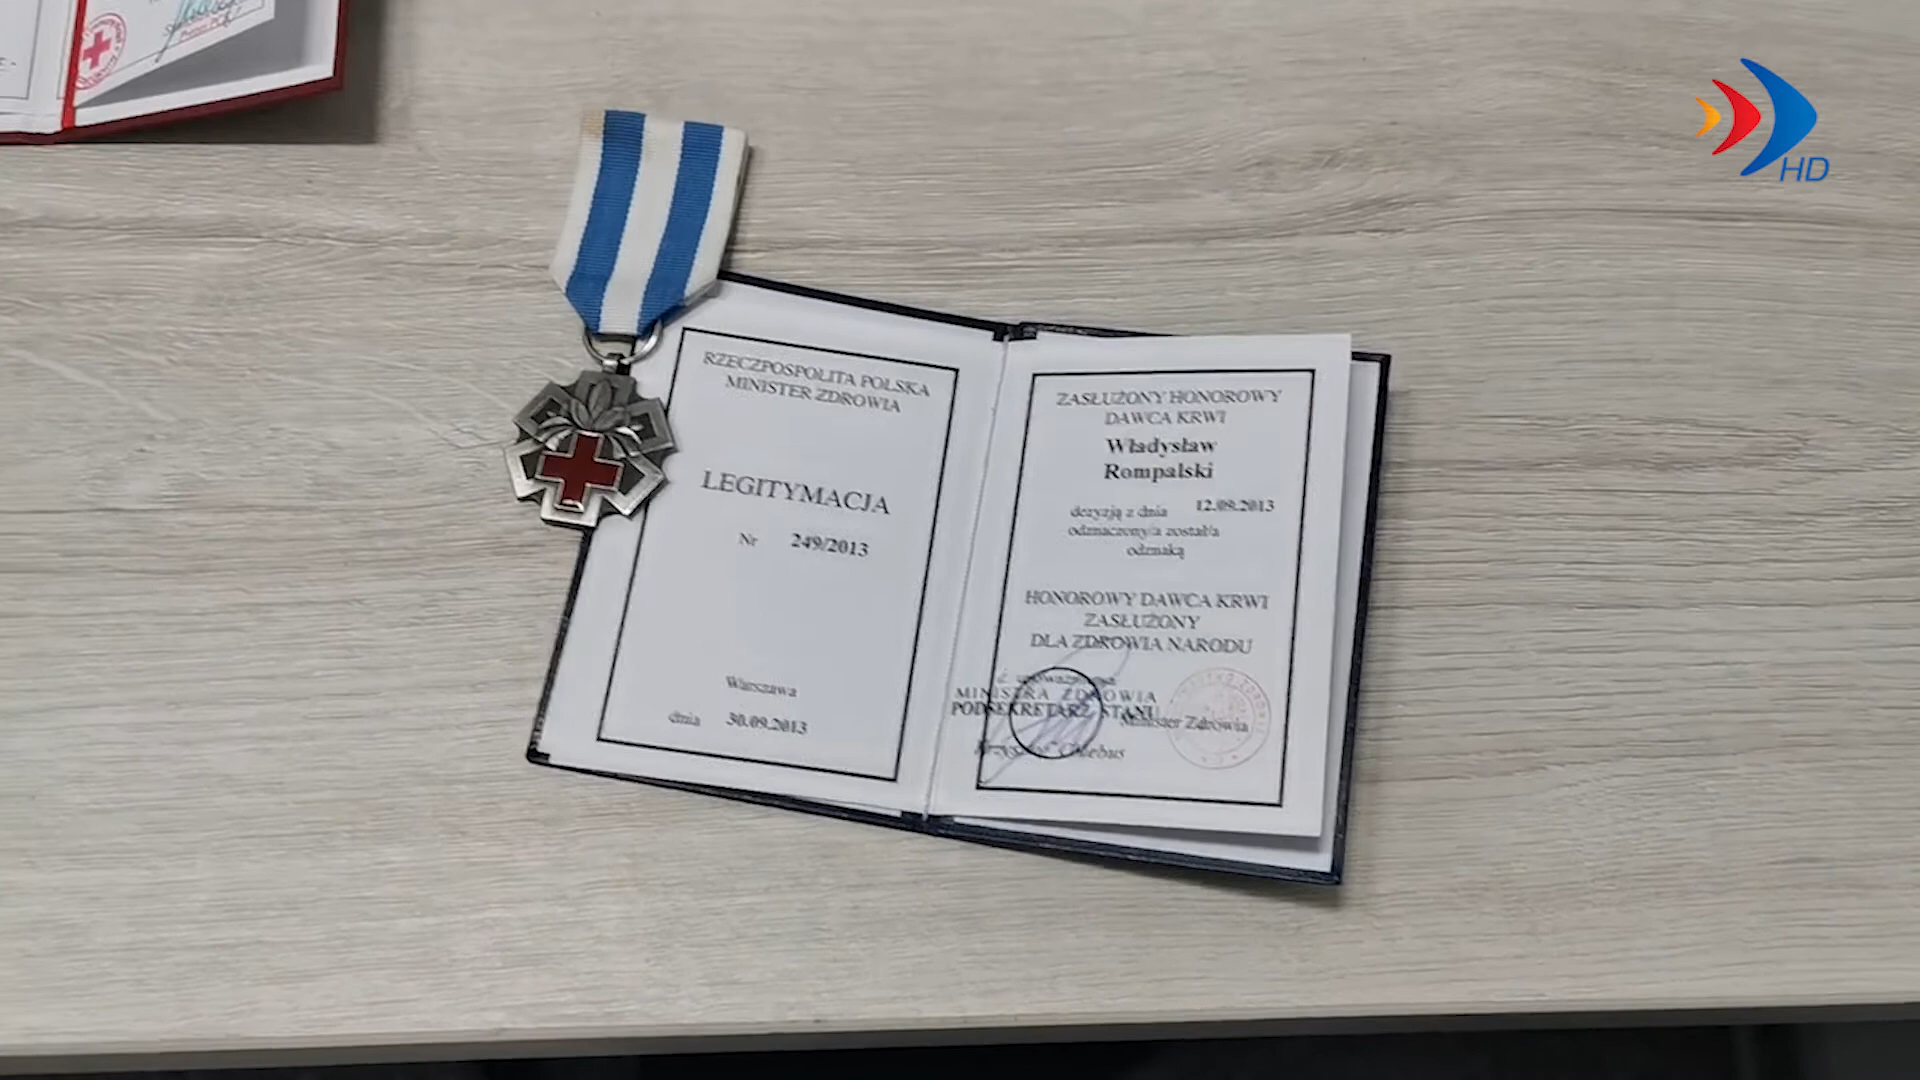 HD
RZECZPOSPOLITA POLSKA
MINISTER ZDROWIA
LEGITYMACJA
Nr 249/2013
Warszawa
dnia 30.09.2013
ZASŁUŻONY HONOROWY
DAWCA KRWI
Władysław
Rompalski
decyzją z dnia 12.09.2013
odznaczony/a został/a
odznaką
HONOROWY DAWCA KRWI
ZASŁUŻONY
DLA ZDROWIA NARODU
z upoważnienia
MINISTRA ZDROWIA
PODSEKRETARZ STANU
Minister Zdrowia